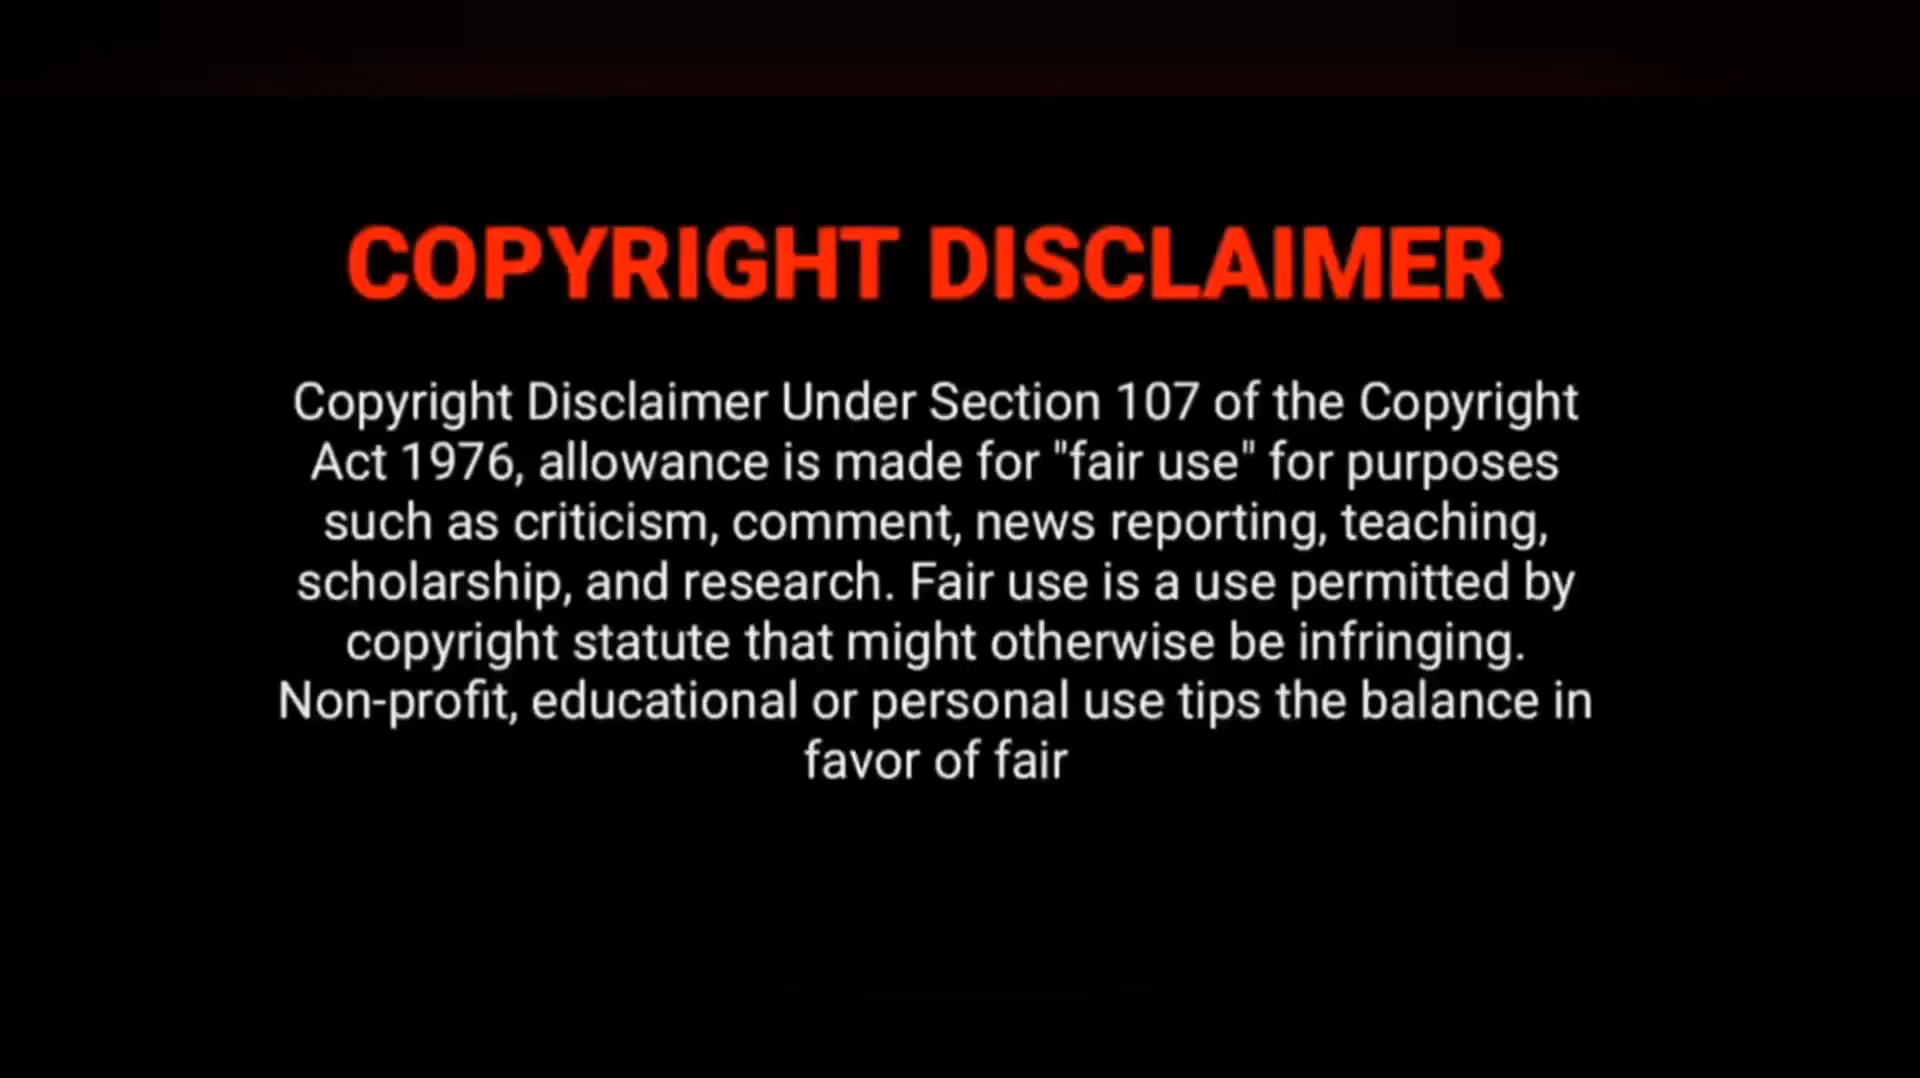 COPYRIGHT DISCLAIMER
Copyright Disclaimer Under Section 107 of the Copyright
Act 1976, allowance is made for "fair use" for purposes
such as criticism, comment, news reporting, teaching,
scholarship, and research. Fair use is a use permitted by
copyright statute that might otherwise be infringing.
Non-profit, educational or personal use tips the balance in
favor of fair